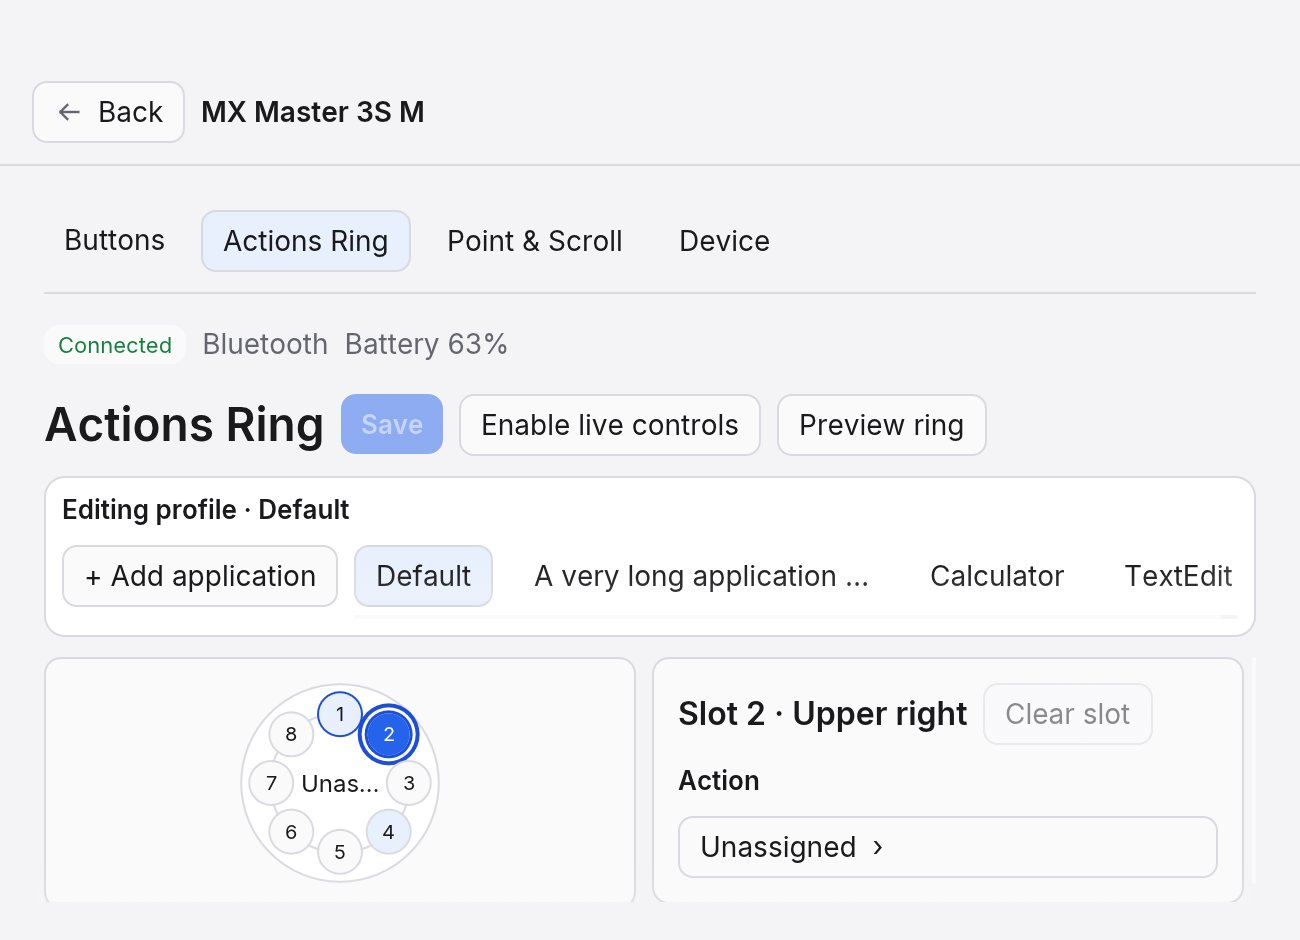 ← Back MX Master 3S M
Buttons Actions Ring Point & Scroll Device
Connected Bluetooth Battery 63%
Actions Ring Save Enable live controls Preview ring
Editing profile · Default
+ Add application Default A very long application ... Calculator TextEdit
1
2
3
4
5
6
7
8
Unas...
Slot 2 · Upper right Clear slot
Action
Unassigned ›